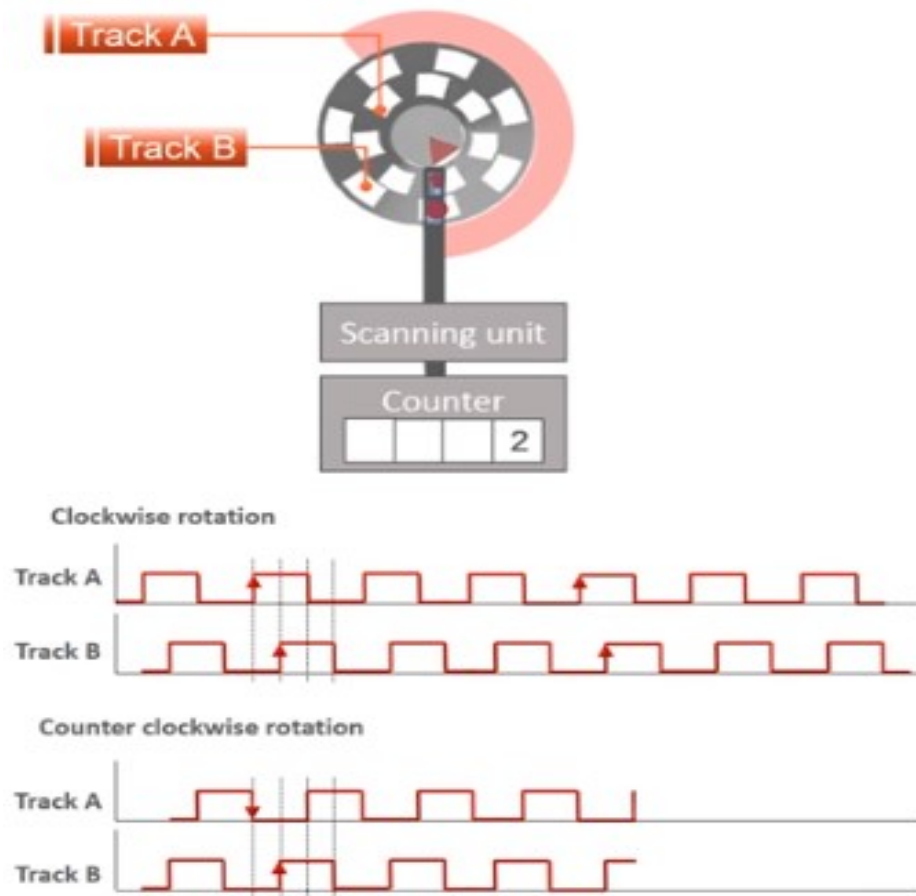 Track A
Track B
Scanning unit
Counter
2
Clockwise rotation
Track A
Track B
Counter clockwise rotation
Track A
Track B